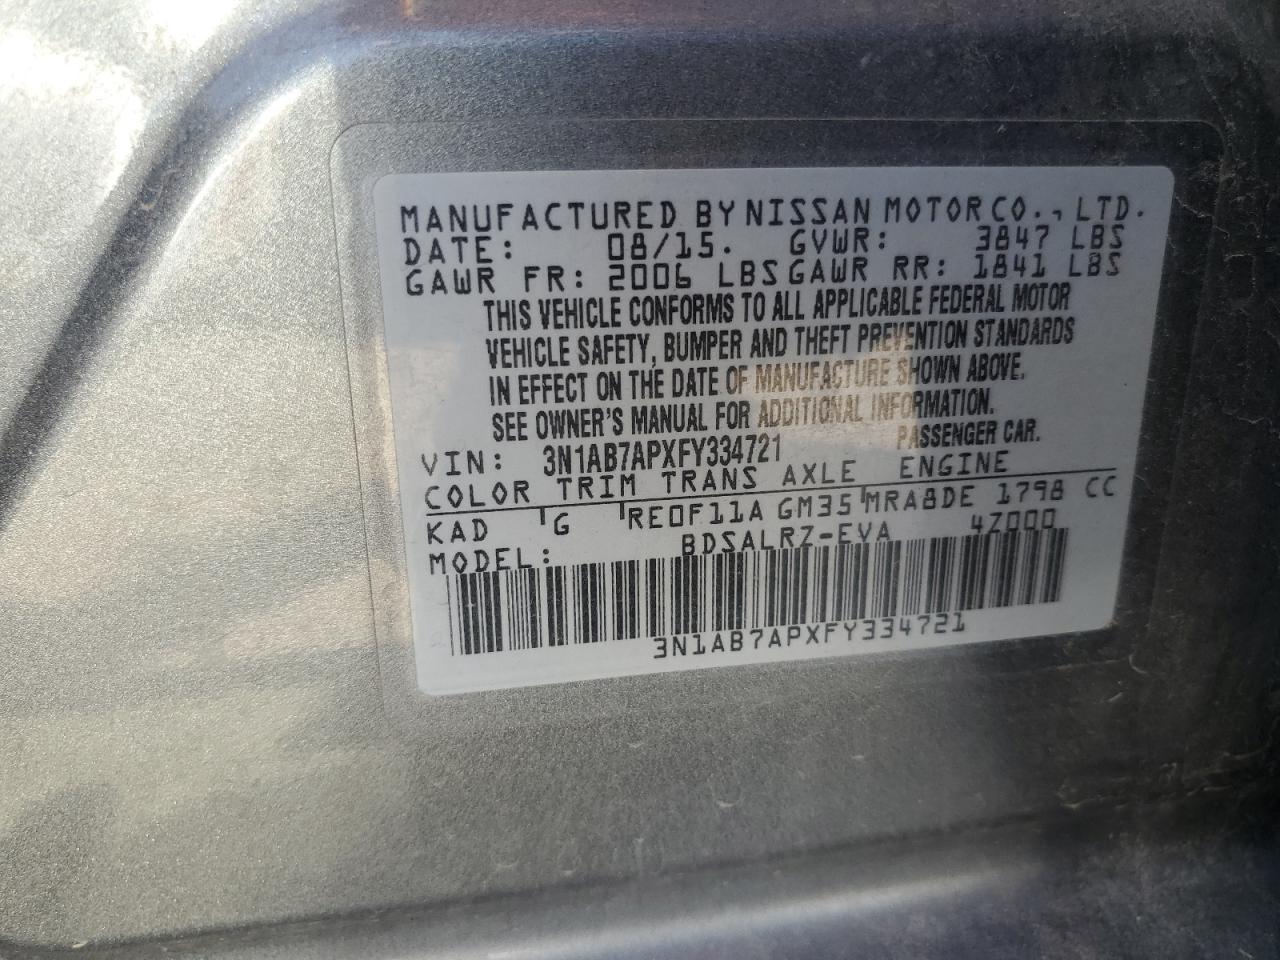 MANUFACTURED BY NISSAN MOTOR CO., LTD.
DATE: 08/15. GVWR: 3847 LBS
GAWR FR: 2006 LBS GAWR RR: 1841 LBS
THIS VEHICLE CONFORMS TO ALL APPLICABLE FEDERAL MOTOR
VEHICLE SAFETY, BUMPER AND THEFT PREVENTION STANDARDS
IN EFFECT ON THE DATE OF MANUFACTURE SHOWN ABOVE.
SEE OWNER'S MANUAL FOR ADDITIONAL INFORMATION.
PASSENGER CAR.
VIN: 3N1AB7APXFY334721
COLOR TRIM TRANS AXLE ENGINE
KAD G RE0F11A GM35 MRA8DE 1798 CC
MODEL: BDSALRZ-EVA 4Z000
3N1AB7APXFY334721